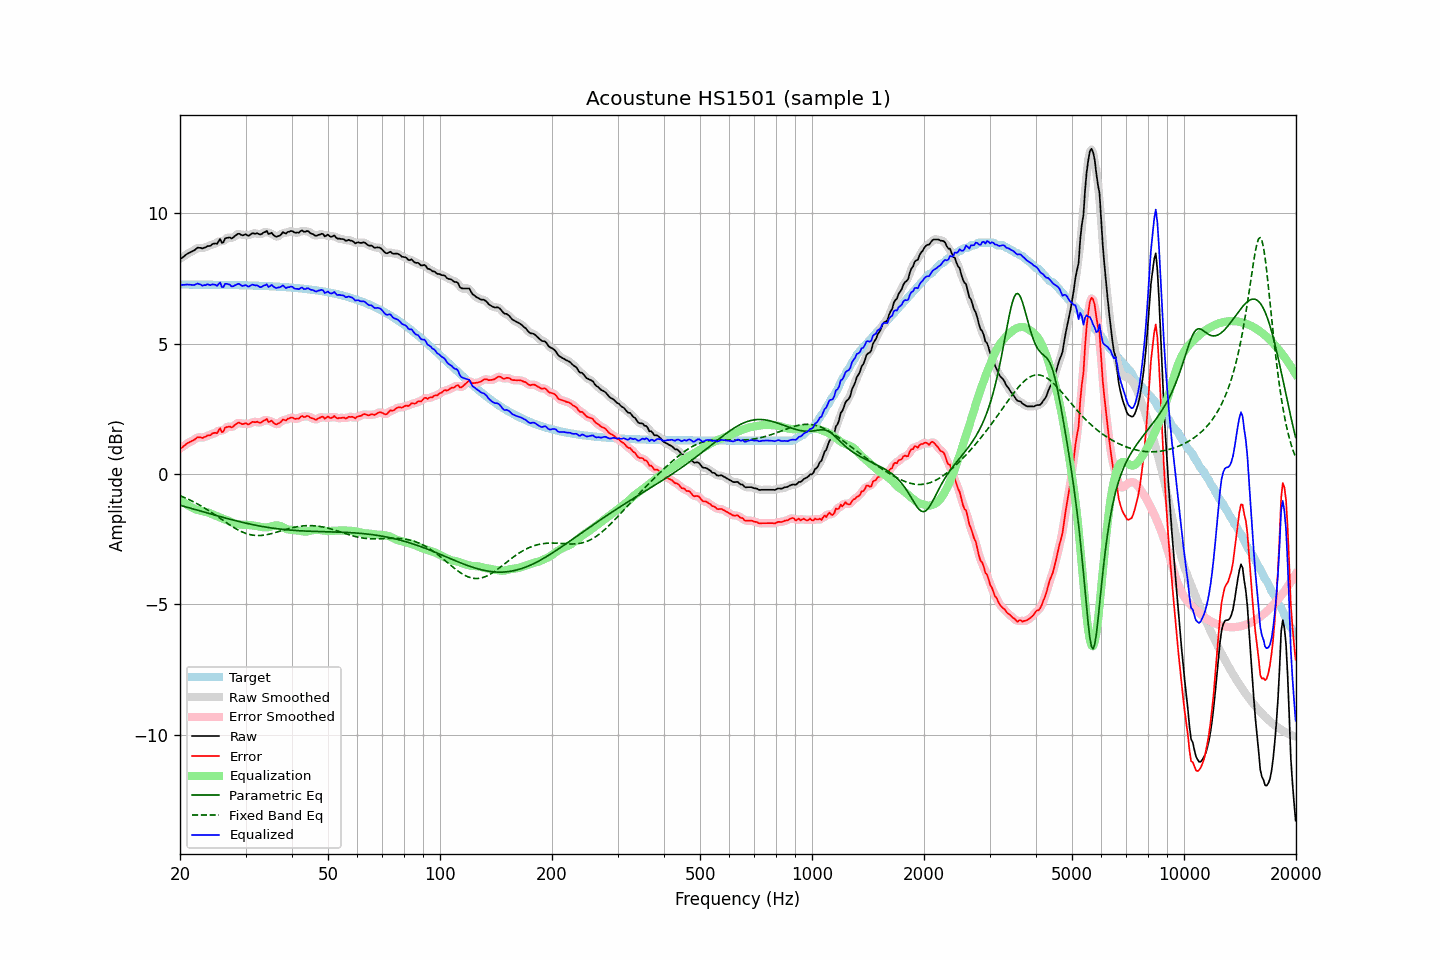 Acoustune HS1501 (sample 1)
Amplitude (dBr)
10
5
0
−5
−10
Target
Raw Smoothed
Error Smoothed
Raw
Error
Equalization
Parametric Eq
Fixed Band Eq
Equalized
20 50 100 200 500 1000 2000 5000 10000 20000
Frequency (Hz)